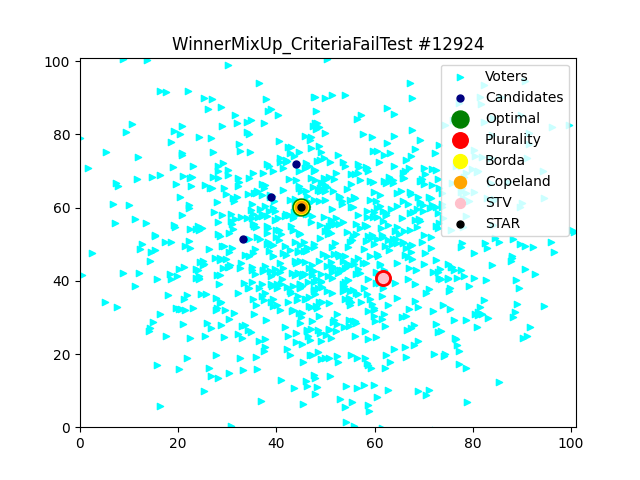 WinnerMixUp_CriteriaFailTest #12924
100
80
60
40
20
0
0
20
40
60
80
100
Voters
Candidates
Optimal
Plurality
Borda
Copeland
STV
STAR